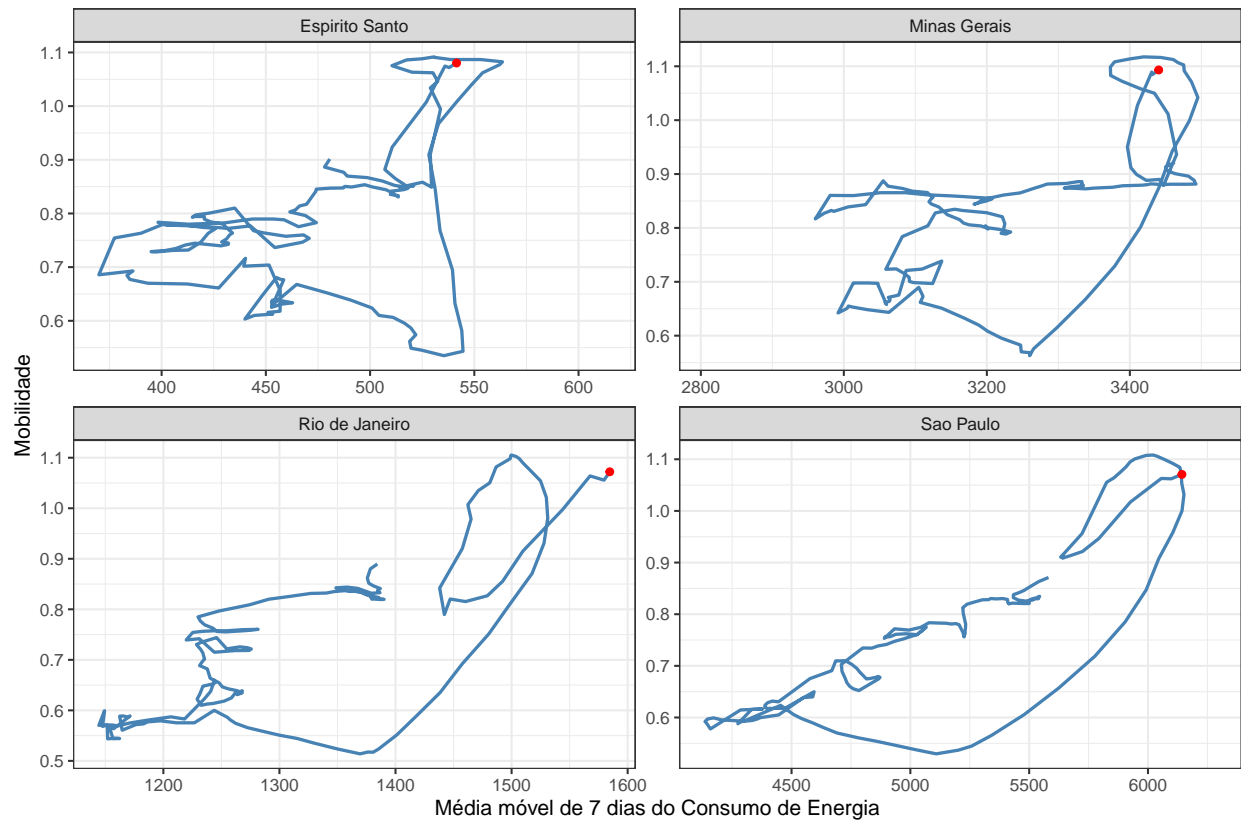 Espirito Santo
Minas Gerais
1.1
1.0
0.9
0.8
0.7
0.6
400 450 500 550 600
1.1
1.0
0.9
0.8
0.7
0.6
2800 3000 3200 3400
Mobilidade
Rio de Janeiro
Sao Paulo
1.1
1.0
0.9
0.8
0.7
0.6
0.5
1200 1300 1400 1500 1600
1.1
1.0
0.9
0.8
0.7
0.6
4500 5000 5500 6000
Média móvel de 7 dias do Consumo de Energia